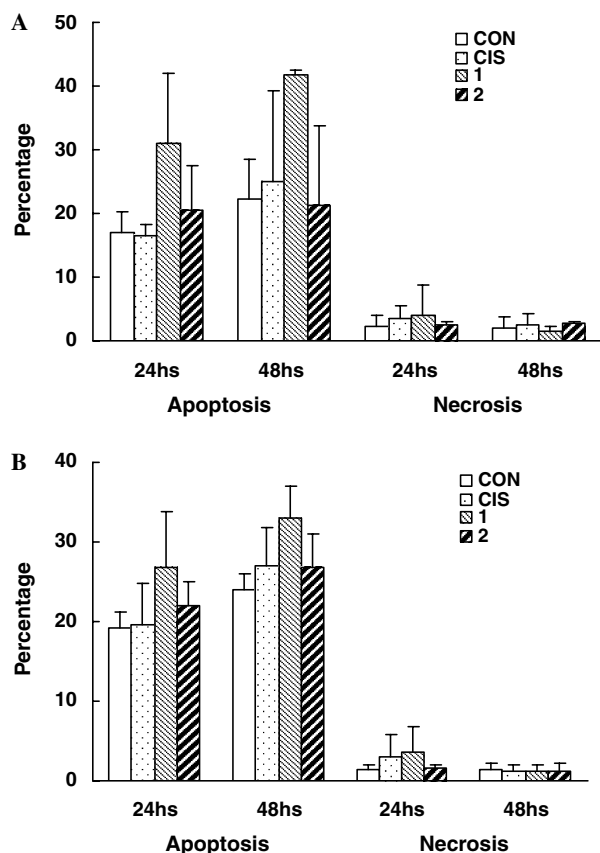 A
Percentage
50
40
30
20
10
0
CON
CIS
1
2
24hs 48hs 24hs 48hs
Apoptosis Necrosis
B
Percentage
40
30
20
10
0
CON
CIS
1
2
24hs 48hs 24hs 48hs
Apoptosis Necrosis